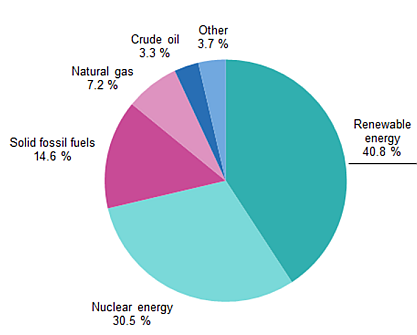 Other
3.7 %
Crude oil
3.3 %
Natural gas
7.2 %
Solid fossil fuels
14.6 %
Renewable
energy
40.8 %
Nuclear energy
30.5 %